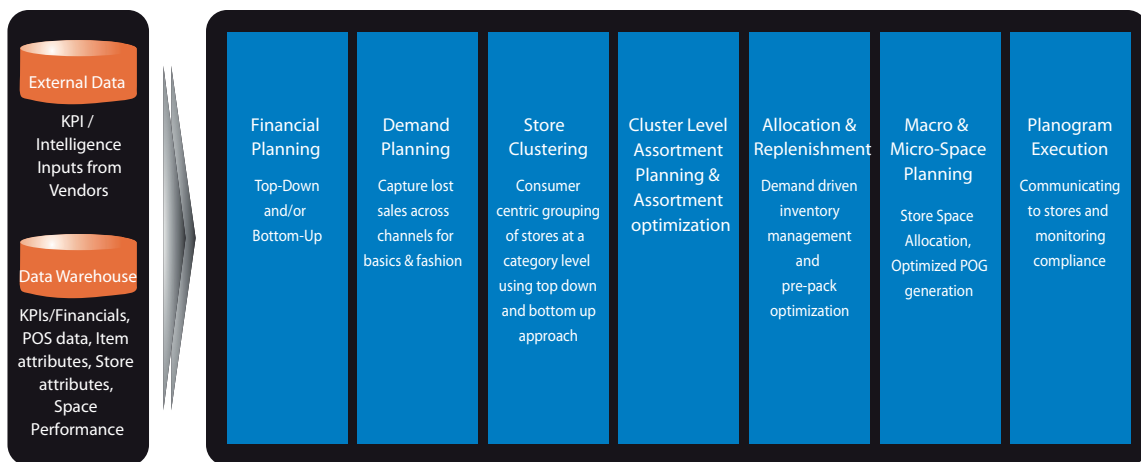 External Data
KPI /
Intelligence
Inputs from
Vendors
Data Warehouse
KPIs/Financials,
POS data, Item
attributes, Store
attributes,
Space
Performance
Financial
Planning
Top-Down
and/or
Bottom-Up
Demand
Planning
Capture lost
sales across
channels for
basics & fashion
Store
Clustering
Consumer
centric grouping
of stores at a
category level
using top down
and bottom up
approach
Cluster Level
Assortment
Planning &
Assortment
optimization
Allocation &
Replenishment
Demand driven
inventory
management
and
pre-pack
optimization
Macro &
Micro-Space
Planning
Store Space
Allocation,
Optimized POG
generation
Planogram
Execution
Communicating
to stores and
monitoring
compliance